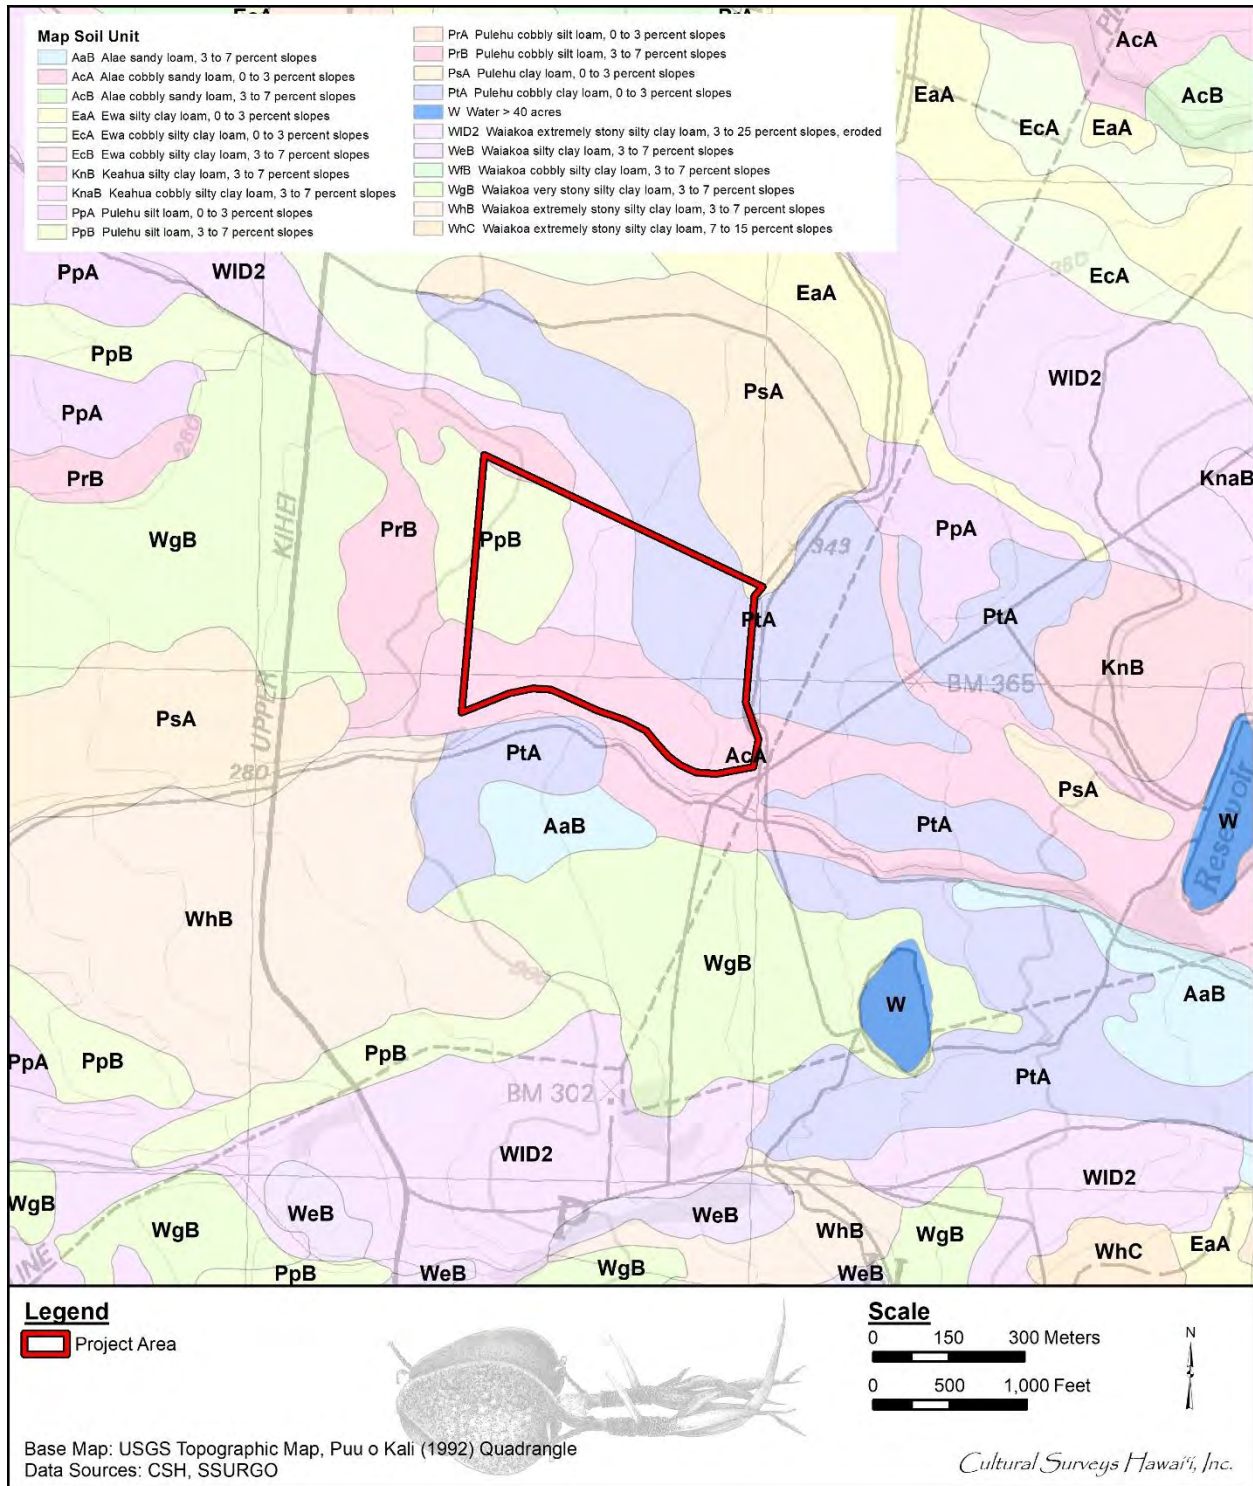 EaA
PrA
Map Soil Unit
AaB Alae sandy loam, 3 to 7 percent slopes
AcA Alae cobbly sandy loam, 0 to 3 percent slopes
AcB Alae cobbly sandy loam, 3 to 7 percent slopes
EaA Ewa silty clay loam, 0 to 3 percent slopes
EcA Ewa cobbly silty clay loam, 0 to 3 percent slopes
EcB Ewa cobbly silty clay loam, 3 to 7 percent slopes
KnB Keahua silty clay loam, 3 to 7 percent slopes
KnaB Keahua cobbly silty clay loam, 3 to 7 percent slopes
PpA Pulehu silt loam, 0 to 3 percent slopes
PpB Pulehu silt loam, 3 to 7 percent slopes
PrA Pulehu cobbly silt loam, 0 to 3 percent slopes
PrB Pulehu cobbly silt loam, 3 to 7 percent slopes
PsA Pulehu clay loam, 0 to 3 percent slopes
PtA Pulehu cobbly clay loam, 0 to 3 percent slopes
W Water > 40 acres
WID2 Waiakoa extremely stony silty clay loam, 3 to 25 percent slopes, eroded
WeB Waiakoa silty clay loam, 3 to 7 percent slopes
WfB Waiakoa cobbly silty clay loam, 3 to 7 percent slopes
WgB Waiakoa very stony silty clay loam, 3 to 7 percent slopes
WhB Waiakoa extremely stony silty clay loam, 3 to 7 percent slopes
WhC Waiakoa extremely stony silty clay loam, 7 to 15 percent slopes
AcA
EaA
AcB
EcA
EaA
PpA
WID2
EaA
380
EcA
PpB
WID2
PsA
PpA
280
PrB
KnaB
KIHEI
WgB
PrB
PpB
PpA
343
PtA
PtA
KnB
BM 365
PsA
UPPER
280
PtA
AcA
PsA
AaB
PtA
W
Reservoir
WhB
WgB
W
AaB
PpA
PpB
PpB
PtA
BM 302
WID2
WID2
WgB
WeB
WeB
WgB
WhB
WgB
WhC
EaA
INE
PpB
WeB
WgB
WeB
Legend
Project Area
Scale
0 150 300 Meters
0 500 1,000 Feet
N
Base Map: USGS Topographic Map, Puu o Kali (1992) Quadrangle
Data Sources: CSH, SSURGO
Cultural Surveys Hawai'i, Inc.